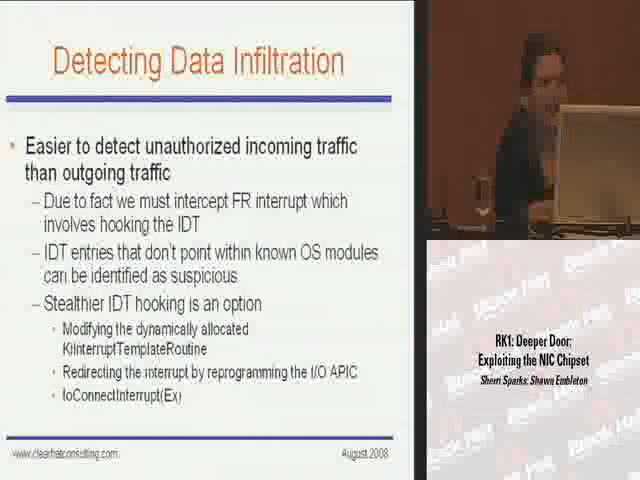 Detecting Data Infiltration
Easier to detect unauthorized incoming traffic
than outgoing traffic
– Due to fact we must intercept FR interrupt which
involves hooking the IDT
– IDT entries that don't point within known OS modules
can be identified as suspicious
– Stealthier IDT hooking is an option
Modifying the dynamically allocated
KiInterruptTemplateRoutine
Redirecting the interrupt by reprogramming the I/O APIC
IoConnectInterrupt(Ex)
www.clearhatconsulting.com
August 2008
RK1: Deeper Door:
Exploiting the NIC Chipset
Sherri Sparks; Shawn Embleton